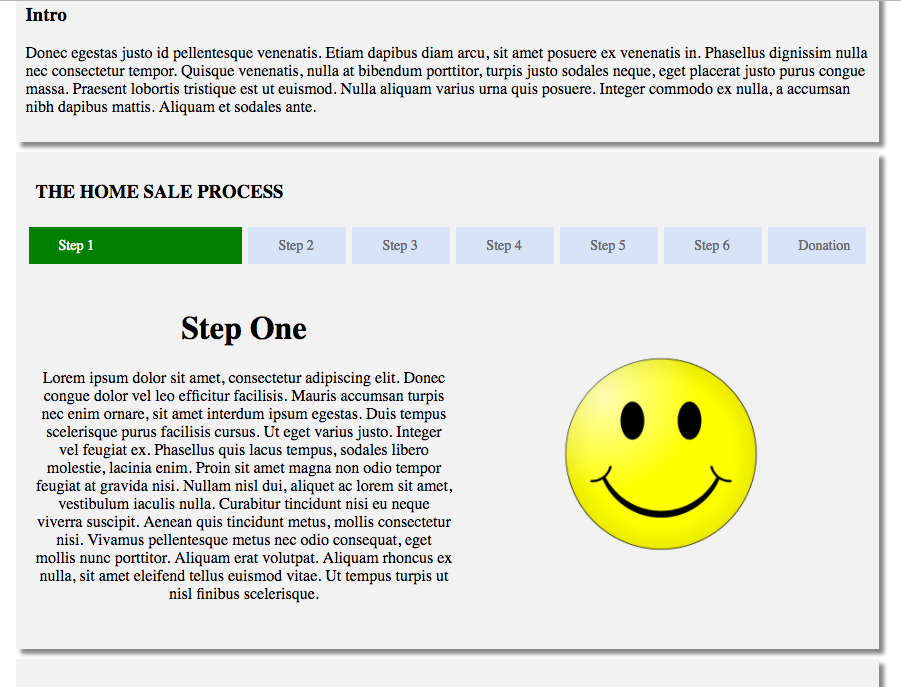 Intro
Donec egestas justo id pellentesque venenatis. Etiam dapibus diam arcu, sit amet posuere ex venenatis in. Phasellus dignissim nulla
nec consectetur tempor. Quisque venenatis, nulla at bibendum porttitor, turpis justo sodales neque, eget placerat justo purus congue
massa. Praesent lobortis tristique est ut euismod. Nulla aliquam varius urna quis posuere. Integer commodo ex nulla, a accumsan
nibh dapibus mattis. Aliquam et sodales ante.
THE HOME SALE PROCESS
Step 1 Step 2 Step 3 Step 4 Step 5 Step 6 Donation
Step One
Lorem ipsum dolor sit amet, consectetur adipiscing elit. Donec
congue dolor vel leo efficitur facilisis. Mauris accumsan turpis
nec enim ornare, sit amet interdum ipsum egestas. Duis tempus
scelerisque purus facilisis cursus. Ut eget varius justo. Integer
vel feugiat ex. Phasellus quis lacus tempus, sodales libero
molestie, lacinia enim. Proin sit amet magna non odio tempor
feugiat at gravida nisi. Nullam nisl dui, aliquet ac lorem sit amet,
vestibulum iaculis nulla. Curabitur tincidunt nisi eu neque
viverra suscipit. Aenean quis tincidunt metus, mollis consectetur
nisi. Vivamus pellentesque metus nec odio consequat, eget
mollis nunc porttitor. Aliquam erat volutpat. Aliquam rhoncus ex
nulla, sit amet eleifend tellus euismod vitae. Ut tempus turpis ut
nisl finibus scelerisque.